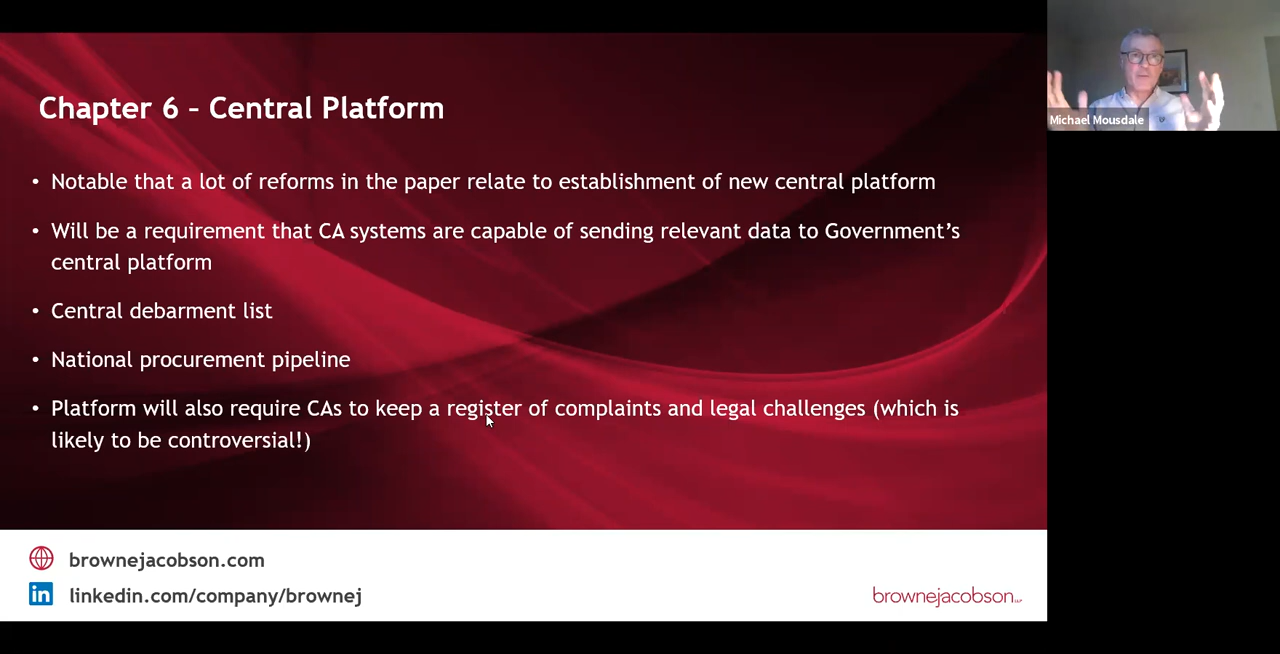 Chapter 6 – Central Platform
• Notable that a lot of reforms in the paper relate to establishment of new central platform
• Will be a requirement that CA systems are capable of sending relevant data to Government's
central platform
• Central debarment list
• National procurement pipeline
• Platform will also require CAs to keep a register of complaints and legal challenges (which is
likely to be controversial!)
brownejacobson.com
in linkedin.com/company/brownej
brownejacobson
Michael Mousdale